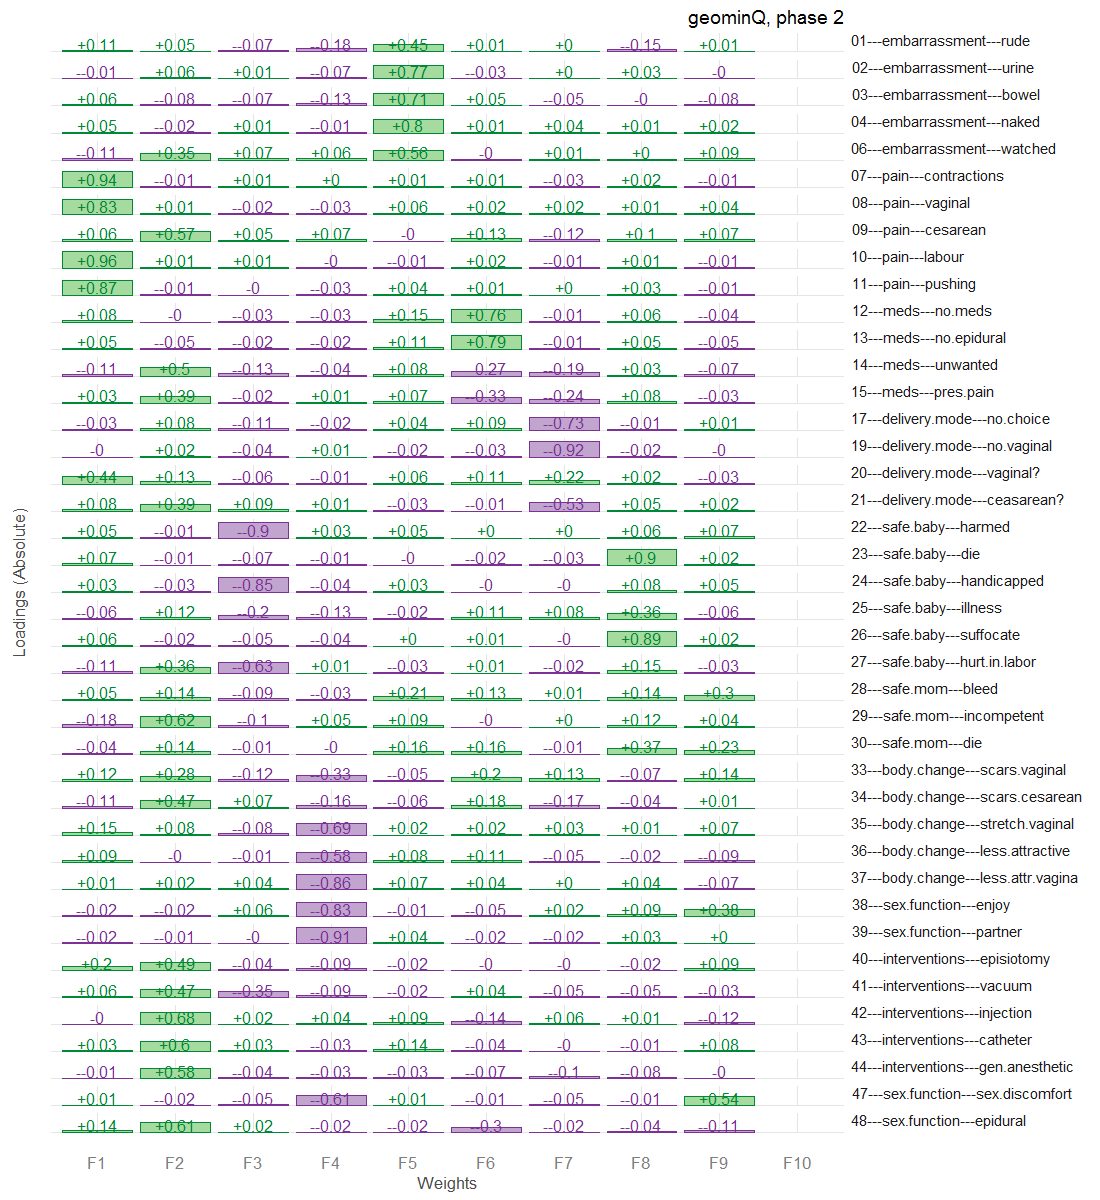 geominQ, phase 2
+0.11 +0.05 --0.07 --0.18 +0.45 +0.01 +0 --0.15 +0.01 01---embarrassment---rude
--0.01 +0.06 +0.01 --0.07 +0.77 --0.03 +0 +0.03 -0 02---embarrassment---urine
+0.06 --0.08 --0.07 --0.13 +0.71 +0.05 --0.05 -0 --0.08 03---embarrassment---bowel
+0.05 --0.02 +0.01 --0.01 +0.8 +0.01 +0.04 +0.01 +0.02 04---embarrassment---naked
--0.11 +0.35 +0.07 +0.06 +0.56 -0 +0.01 +0 +0.09 06---embarrassment---watched
+0.94 --0.01 +0.01 +0 +0.01 +0.01 --0.03 +0.02 --0.01 07---pain---contractions
+0.83 +0.01 --0.02 --0.03 +0.06 +0.02 +0.02 +0.01 +0.04 08---pain---vaginal
+0.06 +0.57 +0.05 +0.07 -0 +0.13 --0.12 +0.1 +0.07 09---pain---cesarean
+0.96 +0.01 +0.01 -0 --0.01 +0.02 --0.01 +0.01 --0.01 10---pain---labour
+0.87 --0.01 -0 --0.03 +0.04 +0.01 +0 +0.03 --0.01 11---pain---pushing
+0.08 -0 --0.03 --0.03 +0.15 +0.76 --0.01 +0.06 --0.04 12---meds---no.meds
+0.05 --0.05 --0.02 --0.02 +0.11 +0.79 --0.01 +0.05 --0.05 13---meds---no.epidural
--0.11 +0.5 --0.13 --0.04 +0.08 --0.27 --0.19 +0.03 --0.07 14---meds---unwanted
+0.03 +0.39 --0.02 +0.01 +0.07 --0.33 --0.24 +0.08 --0.03 15---meds---pres.pain
--0.03 +0.08 --0.11 --0.02 +0.04 +0.09 --0.73 --0.01 +0.01 17---delivery.mode---no.choice
-0 +0.02 --0.04 +0.01 --0.02 --0.03 --0.92 --0.02 -0 19---delivery.mode---no.vaginal
+0.44 +0.13 --0.06 --0.01 +0.06 +0.11 +0.22 +0.02 --0.03 20---delivery.mode---vaginal?
+0.08 +0.39 +0.09 +0.01 --0.03 --0.01 --0.53 +0.05 +0.02 21---delivery.mode---ceasarean?
+0.05 --0.01 --0.9 +0.03 +0.05 +0 +0 +0.06 +0.07 22---safe.baby---harmed
+0.07 --0.01 --0.07 --0.01 -0 --0.02 --0.03 +0.9 +0.02 23---safe.baby---die
+0.03 --0.03 --0.85 --0.04 +0.03 -0 -0 +0.08 +0.05 24---safe.baby---handicapped
--0.06 +0.12 --0.2 --0.13 --0.02 +0.11 +0.08 +0.36 --0.06 25---safe.baby---illness
+0.06 --0.02 --0.05 --0.04 +0 +0.01 -0 +0.89 +0.02 26---safe.baby---suffocate
--0.11 +0.36 --0.63 +0.01 --0.03 +0.01 --0.02 +0.15 --0.03 27---safe.baby---hurt.in.labor
+0.05 +0.14 --0.09 --0.03 +0.21 +0.13 +0.01 +0.14 +0.3 28---safe.mom---bleed
--0.18 +0.62 --0.1 +0.05 +0.09 -0 +0 +0.12 +0.04 29---safe.mom---incompetent
--0.04 +0.14 --0.01 -0 +0.16 +0.16 --0.01 +0.37 +0.23 30---safe.mom---die
+0.12 +0.28 --0.12 --0.33 --0.05 +0.2 +0.13 --0.07 +0.14 33---body.change---scars.vaginal
--0.11 +0.47 +0.07 --0.16 --0.06 +0.18 --0.17 --0.04 +0.01 34---body.change---scars.cesarean
+0.15 +0.08 --0.08 --0.69 +0.02 +0.02 +0.03 +0.01 +0.07 35---body.change---stretch.vaginal
+0.09 -0 --0.01 --0.58 +0.08 +0.11 --0.05 --0.02 --0.09 36---body.change---less.attractive
+0.01 +0.02 +0.04 --0.86 +0.07 +0.04 +0 +0.04 --0.07 37---body.change---less.attr.vagina
--0.02 --0.02 +0.06 --0.83 --0.01 --0.05 +0.02 +0.09 +0.38 38---sex.function---enjoy
--0.02 --0.01 -0 --0.91 +0.04 --0.02 --0.02 +0.03 +0 39---sex.function---partner
+0.2 +0.49 --0.04 --0.09 --0.02 -0 -0 --0.02 +0.09 40---interventions---episiotomy
+0.06 +0.47 --0.35 --0.09 --0.02 +0.04 --0.05 --0.05 --0.03 41---interventions---vacuum
-0 +0.68 +0.02 +0.04 +0.09 --0.14 +0.06 +0.01 --0.12 42---interventions---injection
+0.03 +0.6 +0.03 --0.03 +0.14 --0.04 -0 --0.01 +0.08 43---interventions---catheter
--0.01 +0.58 --0.04 --0.03 --0.03 --0.07 --0.1 --0.08 -0 44---interventions---gen.anesthetic
+0.01 --0.02 --0.05 --0.61 +0.01 --0.01 --0.05 --0.01 +0.54 47---sex.function---sex.discomfort
+0.14 +0.61 +0.02 --0.02 --0.02 --0.3 --0.02 --0.04 --0.11 48---sex.function---epidural
F1 F2 F3 F4 F5 F6 F7 F8 F9 F10
Weights
Loadings (Absolute)